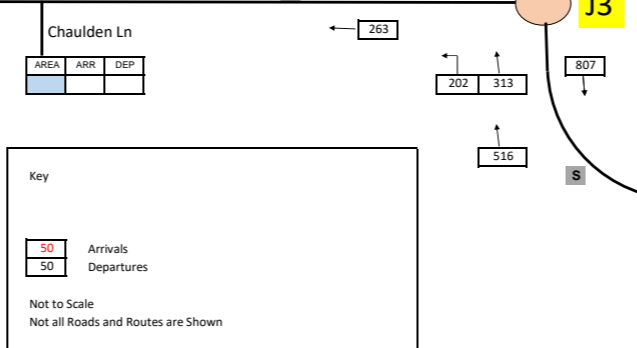 J3
Chaulden Ln
263
AREA ARR DEP
807
202 313
516
S
Key
50 Arrivals
50 Departures
Not to Scale
Not all Roads and Routes are Shown